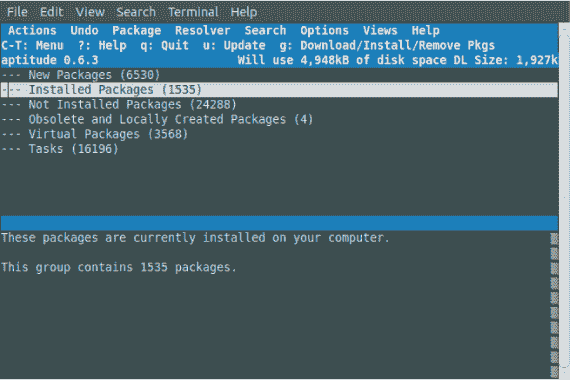 File Edit View Search Terminal Help
Actions Undo Package Resolver Search Options Views Help
C-T: Menu ?: Help q: Quit u: Update g: Download/Install/Remove Pkgs
aptitude 0.6.3 Will use 4,948kB of disk space DL Size: 1,927k
--- New Packages (6530)
--- Installed Packages (1535)
--- Not Installed Packages (24288)
--- Obsolete and Locally Created Packages (4)
--- Virtual Packages (3568)
--- Tasks (16196)
These packages are currently installed on your computer.
This group contains 1535 packages.